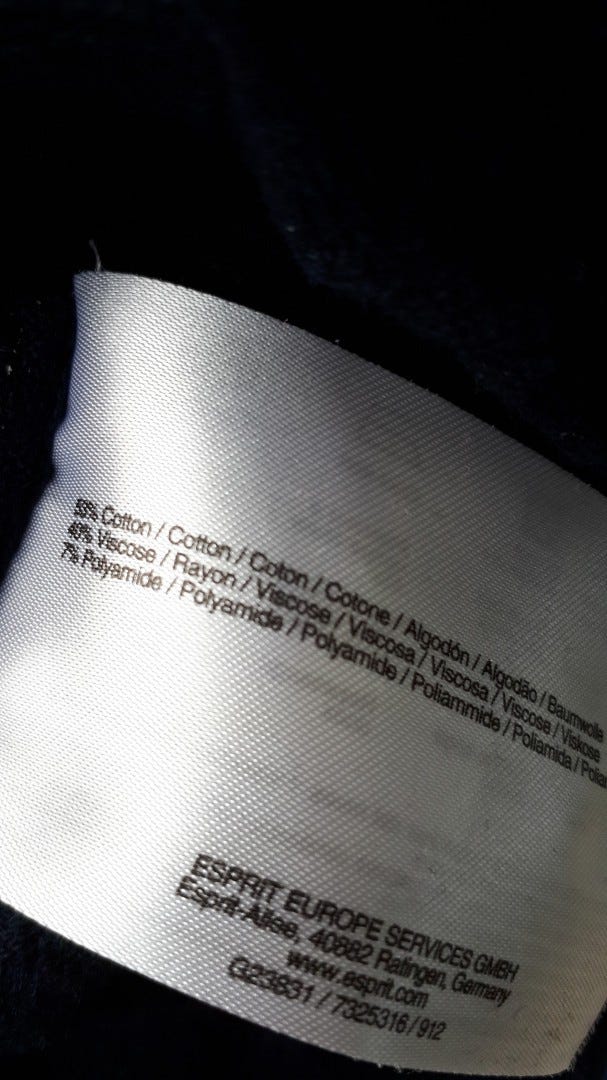 53% Cotton / Cotton / Coton / Cotone / Algodón / Algodão / Baumwolle
40% Viscose / Rayon / Viscose / Viscosa / Viscosa / Viscose / Viskose
7% Polyamide / Polyamide / Polyamide / Poliammide / Poliamida /
ESPRIT EUROPE SERVICES GMBH
Esprit-Allee, 40882 Ratingen, Germany
www.esprit.com
G23831 / 7325316 / 912